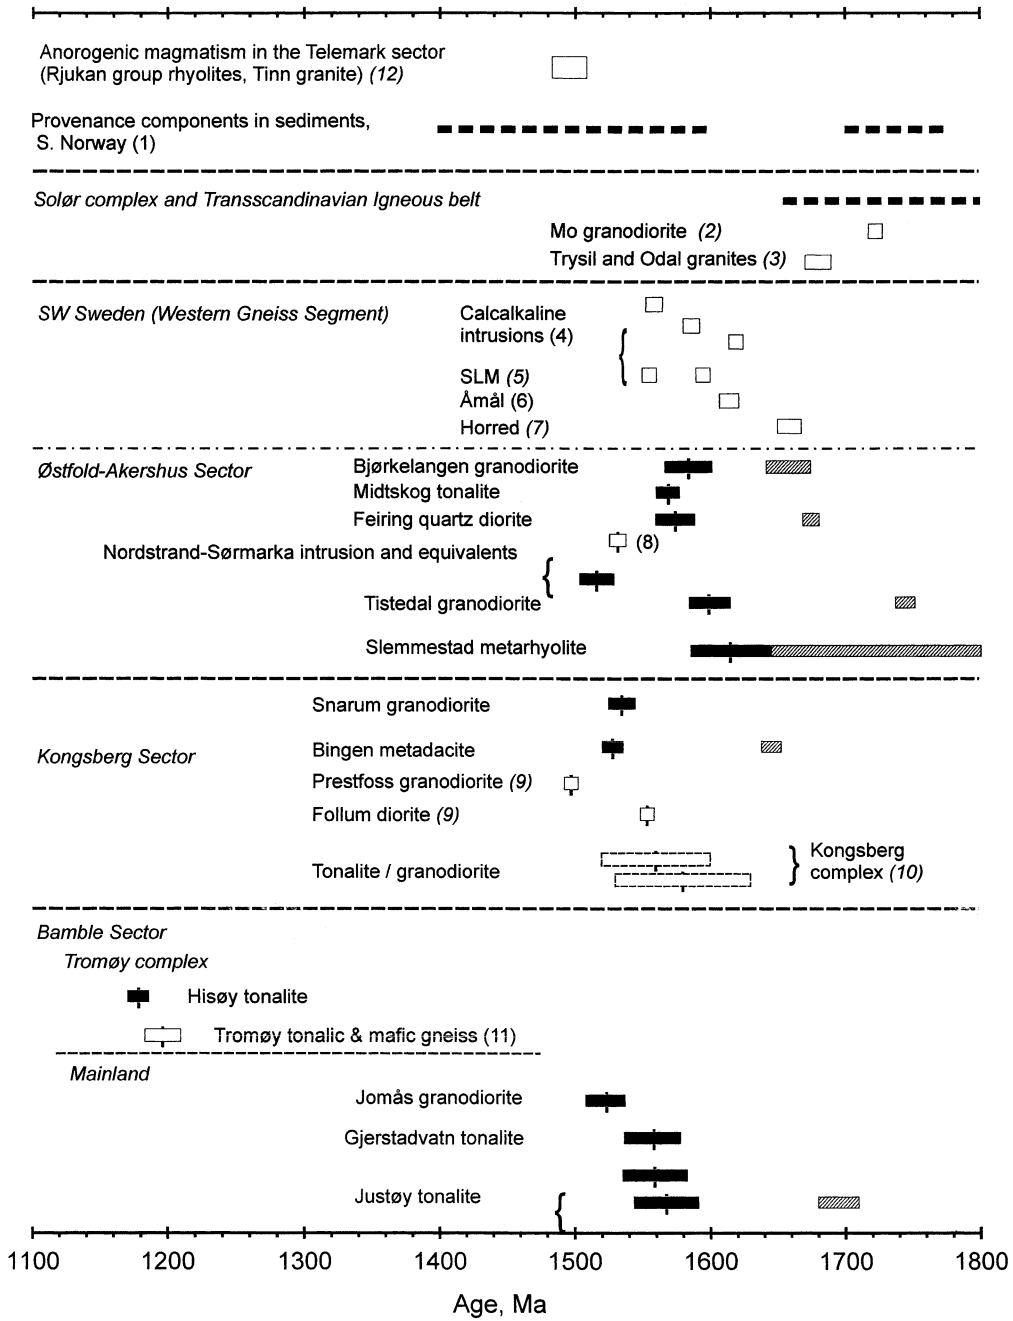 Anorogenic magmatism in the Telemark sector
(Rjukan group rhyolites, Tinn granite) (12)
Provenance components in sediments,
S. Norway (1)
Solør complex and Transscandinavian Igneous belt
Mo granodiorite (2)
Trysil and Odal granites (3)
SW Sweden (Western Gneiss Segment)
Calcalkaline
intrusions (4)
{
SLM (5)
Åmål (6)
Horred (7)
Østfold-Akershus Sector
Bjørkelangen granodiorite
Midtskog tonalite
Feiring quartz diorite
(8)
Nordstrand-Sørmarka intrusion and equivalents
{
Tistedal granodiorite
Slemmestad metarhyolite
Snarum granodiorite
Kongsberg Sector
Bingen metadacite
Prestfoss granodiorite (9)
Follum diorite (9)
Tonalite / granodiorite
} Kongsberg
complex (10)
Bamble Sector
Tromøy complex
Hisøy tonalite
Tromøy tonalic & mafic gneiss (11)
Mainland
Jomås granodiorite
Gjerstadvatn tonalite
Justøy tonalite
{
1100 1200 1300 1400 1500 1600 1700 1800
Age, Ma